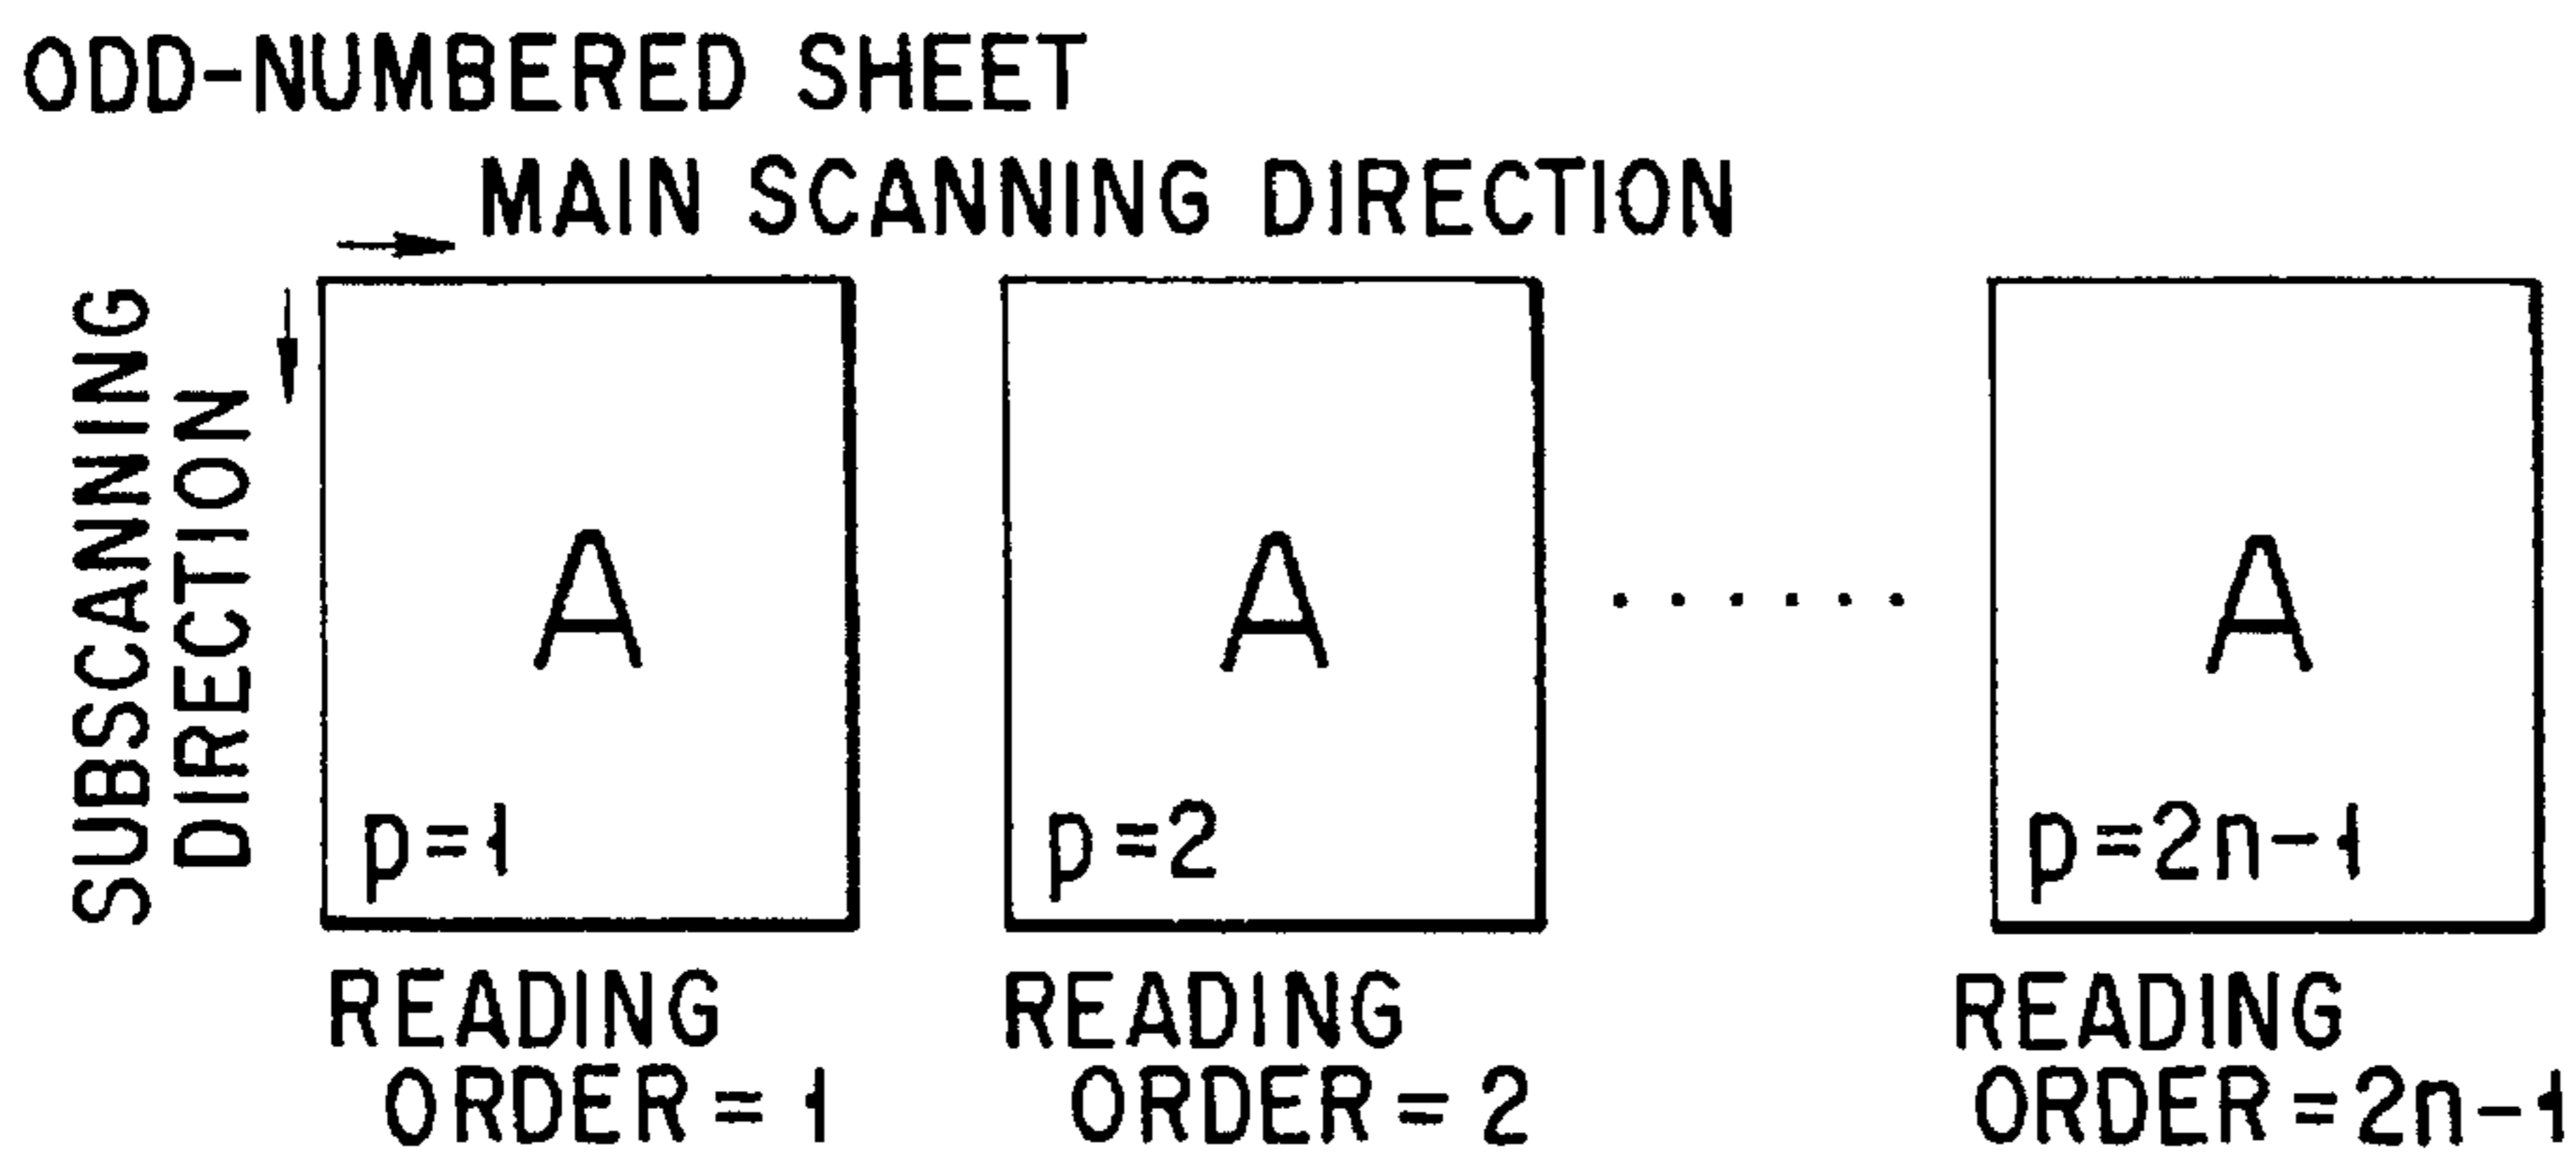 ODD-NUMBERED SHEET
MAIN SCANNING DIRECTION
SUBSCANNING
DIRECTION
A
p=1
READING
ORDER=1
A
p=2
READING
ORDER=2
......
A
p=2n-1
READING
ORDER=2n-1